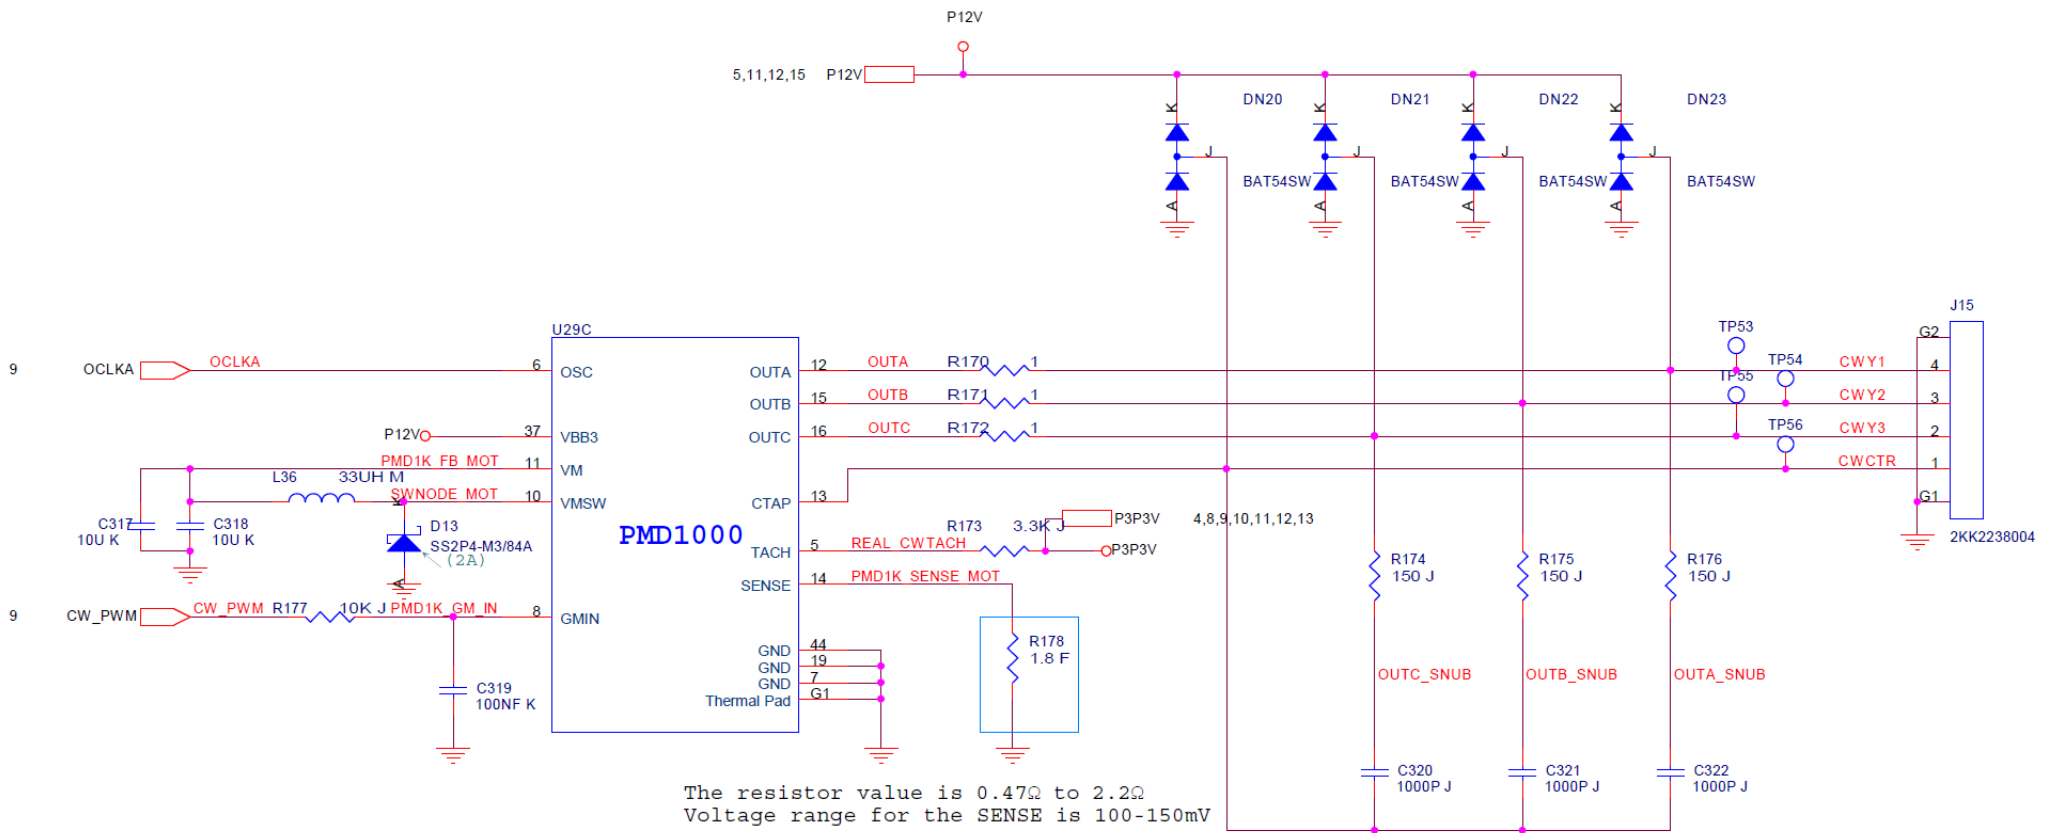 P12V
5,11,12,15 P12V
K K K K
DN20 DN21 DN22 DN23
J J J J
BAT54SW BAT54SW BAT54SW BAT54SW
A A A A
J15
U29C
TP53
G2
9 OCLKA OCLKA 6 OSC OUTA 12 OUTA R170 1 TP54 CWY1 4
TP55
OUTB 15 OUTB R171 1 CWY2 3
P12V 37 VBB3 OUTC 16 OUTC R172 1 TP56 CWY3 2
PMD1K_FB_MOT 11 VM CWCTR 1
L36 33UH M
SWNODE_MOT 10 VMSW CTAP 13 G1
K
C317 10U K
C318 10U K
D13
SS2P4-M3/84A
(2A)
A
PMD1000
R173 3.3K J P3P3V 4,8,9,10,11,12,13
TACH 5 REAL_CWTACH P3P3V
2KK2238004
SENSE 14 PMD1K_SENSE_MOT
R174 150 J
R175 150 J
R176 150 J
9 CW_PWM CW_PWM R177 10K J PMD1K_GM_IN 8 GMIN
GND 44
GND 19
GND 7
Thermal Pad G1
R178
1.8 F
OUTC_SNUB OUTB_SNUB OUTA_SNUB
C319
100NF K
C320 1000P J
C321 1000P J
C322 1000P J
The resistor value is 0.47Ω to 2.2Ω
Voltage range for the SENSE is 100-150mV